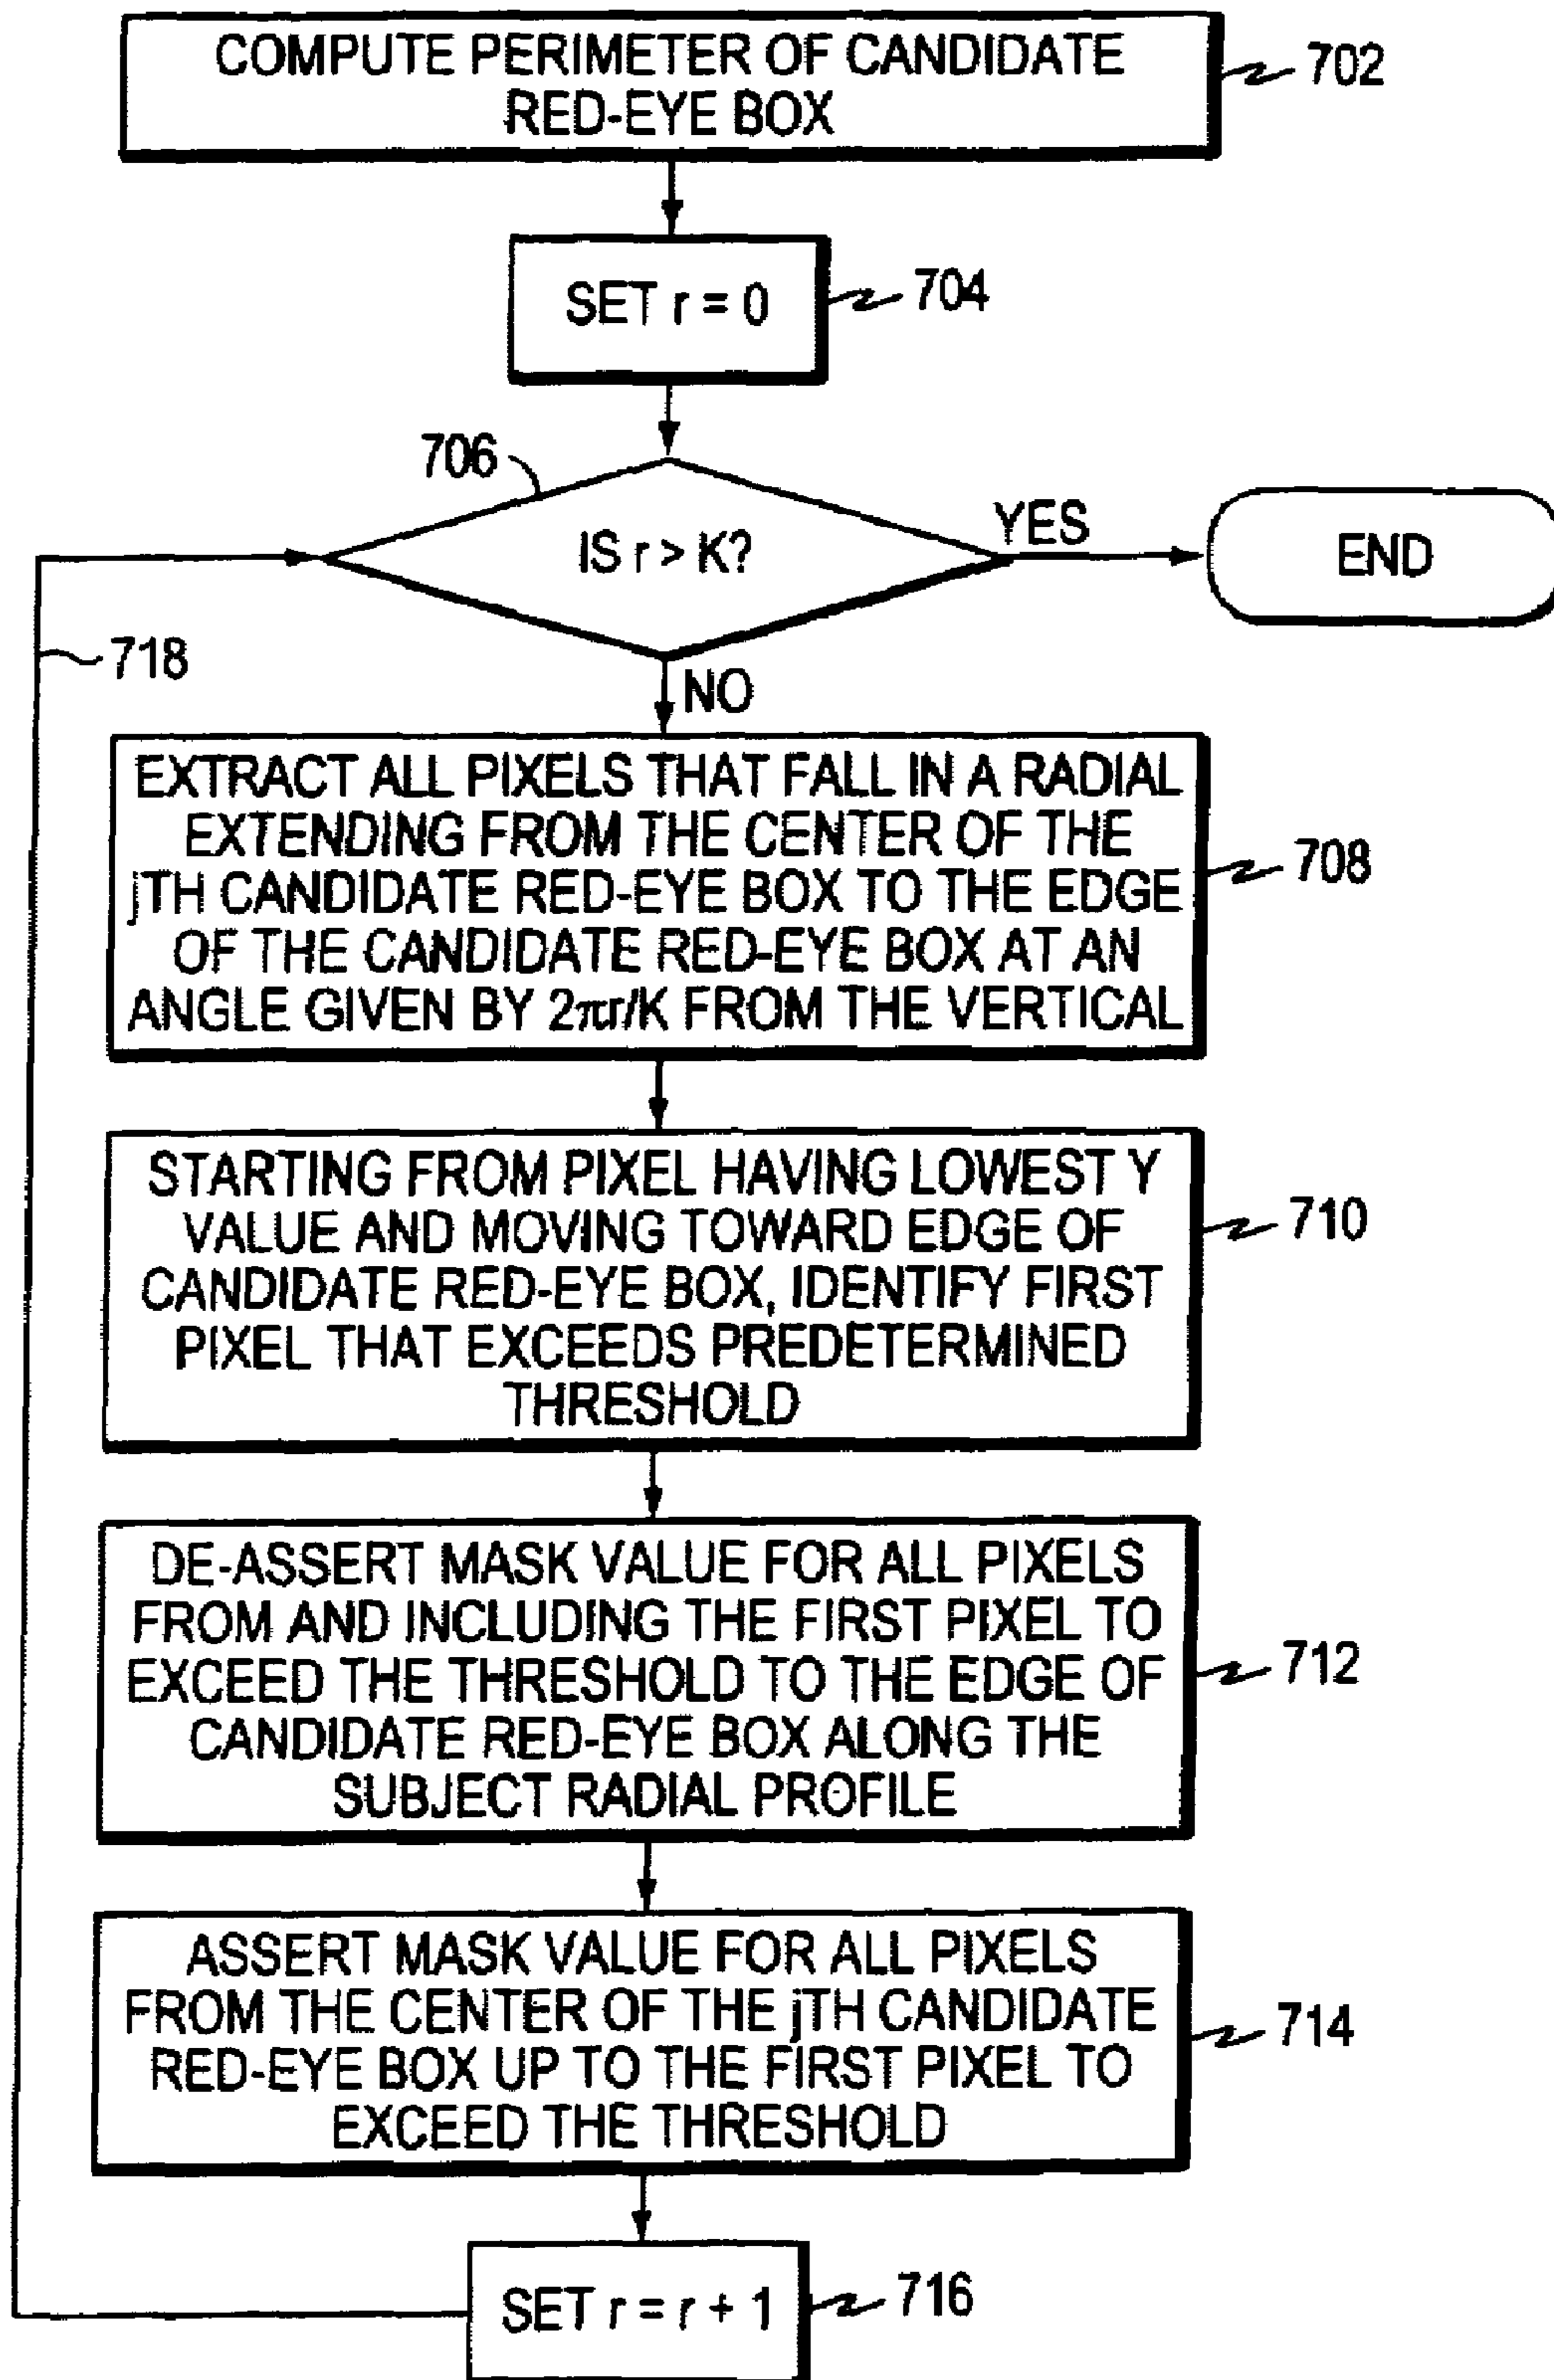 COMPUTE PERIMETER OF CANDIDATE
RED-EYE BOX
702
SET r = 0
704
706
IS r > K?
YES
END
718
NO
EXTRACT ALL PIXELS THAT FALL IN A RADIAL
EXTENDING FROM THE CENTER OF THE
jTH CANDIDATE RED-EYE BOX TO THE EDGE
OF THE CANDIDATE RED-EYE BOX AT AN
ANGLE GIVEN BY 2πr/K FROM THE VERTICAL
708
STARTING FROM PIXEL HAVING LOWEST Y
VALUE AND MOVING TOWARD EDGE OF
CANDIDATE RED-EYE BOX, IDENTIFY FIRST
PIXEL THAT EXCEEDS PREDETERMINED
THRESHOLD
710
DE-ASSERT MASK VALUE FOR ALL PIXELS
FROM AND INCLUDING THE FIRST PIXEL TO
EXCEED THE THRESHOLD TO THE EDGE OF
CANDIDATE RED-EYE BOX ALONG THE
SUBJECT RADIAL PROFILE
712
ASSERT MASK VALUE FOR ALL PIXELS
FROM THE CENTER OF THE jTH CANDIDATE
RED-EYE BOX UP TO THE FIRST PIXEL TO
EXCEED THE THRESHOLD
714
SET r = r + 1
716